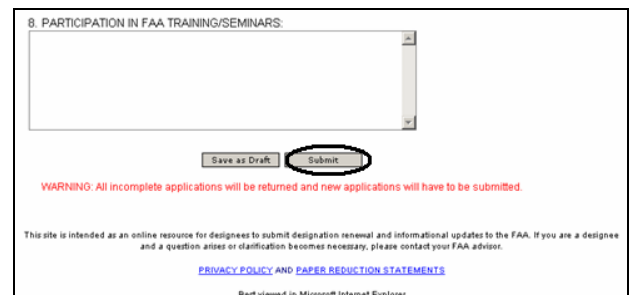 8. PARTICIPATION IN FAA TRAINING/SEMINARS:
Save as Draft Submit
WARNING: All incomplete applications will be returned and new applications will have to be submitted.
This site is intended as an online resource for designees to submit designation renewal and informational updates to the FAA. If you are a designee
and a question arises or clarification becomes necessary, please contact your FAA advisor.
PRIVACY POLICY AND PAPER REDUCTION STATEMENTS
Best viewed in Microsoft Internet Explorer